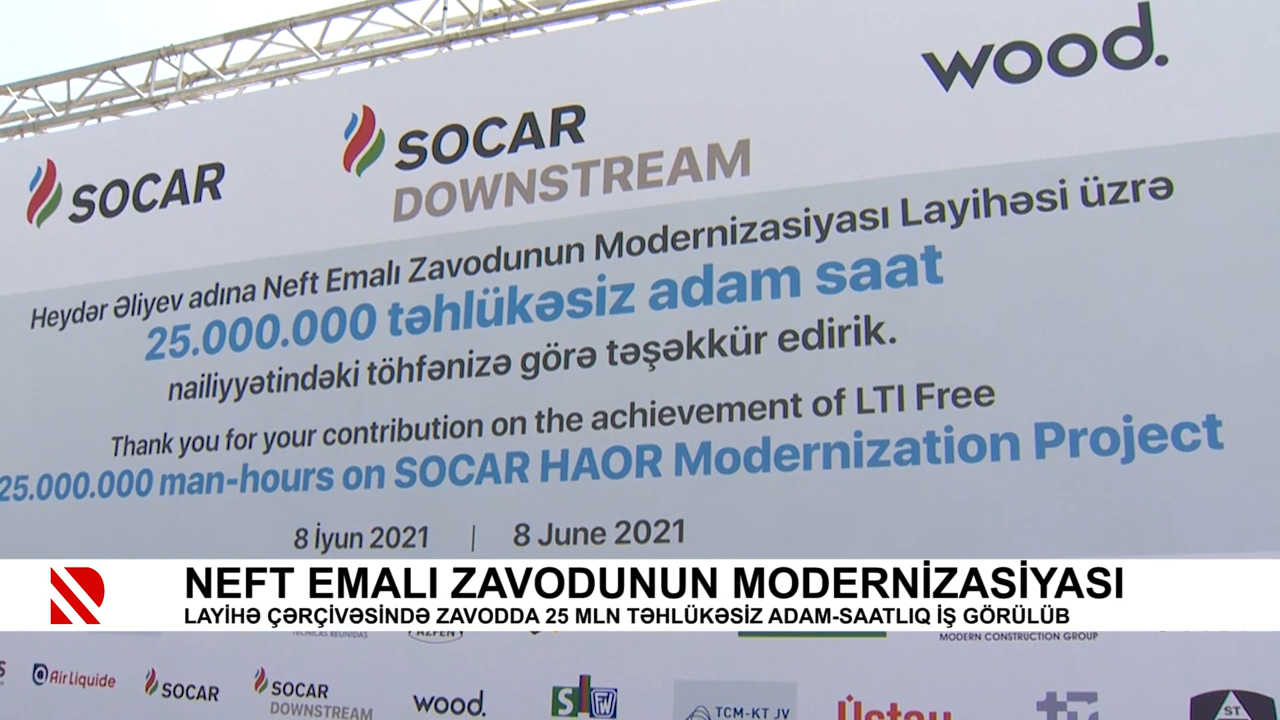 wood.
SOCAR
SOCAR
DOWNSTREAM
Heydər Əliyev adına Neft Emalı Zavodunun Modernizasiyası Layihəsi üzrə
25.000.000 təhlükəsiz adam saat
nailiyyətindəki töhfənizə görə təşəkkür edirik.
Thank you for your contribution on the achievement of LTI Free
25.000.000 man-hours on SOCAR HAOR Modernization Project
8 İyun 2021 | 8 June 2021
NEFT EMALI ZAVODUNUN MODERNİZASİYASI
LAYİHƏ ÇƏRÇİVƏSİNDƏ ZAVODDA 25 MLN TƏHLÜKƏSİZ ADAM-SAATLIQ İŞ GÖRÜLÜB
TECNICAS REUNIDAS
AZFEN
MODERN CONSTRUCTION GROUP
Air Liquide
SOCAR
SOCAR
DOWNSTREAM
wood.
TCM-KT JV
ST